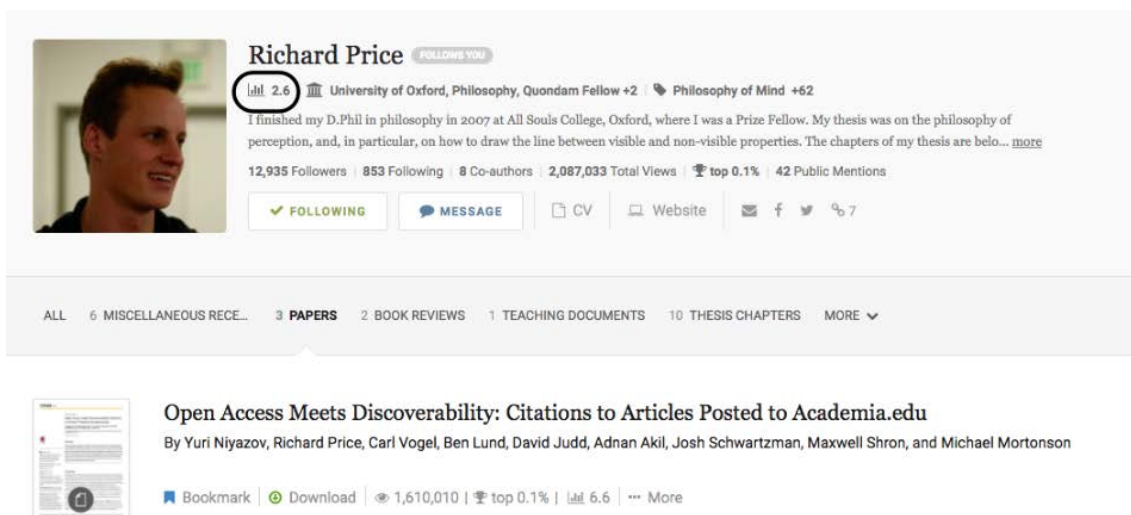 Richard Price FOLLOWS YOU
2.6 University of Oxford, Philosophy, Quondam Fellow +2 Philosophy of Mind +62
I finished my D.Phil in philosophy in 2007 at All Souls College, Oxford, where I was a Prize Fellow. My thesis was on the philosophy of
perception, and, in particular, on how to draw the line between visible and non-visible properties. The chapters of my thesis are belo... more
12,935 Followers 853 Following 8 Co-authors 2,087,033 Total Views top 0.1% 42 Public Mentions
FOLLOWING MESSAGE CV Website 7
ALL 6 MISCELLANEOUS RECE... 3 PAPERS 2 BOOK REVIEWS 1 TEACHING DOCUMENTS 10 THESIS CHAPTERS MORE
Open Access Meets Discoverability: Citations to Articles Posted to Academia.edu
By Yuri Niyazov, Richard Price, Carl Vogel, Ben Lund, David Judd, Adnan Akil, Josh Schwartzman, Maxwell Shron, and Michael Mortonson
Bookmark | Download | 1,610,010 | top 0.1% | 6.6 | ••• More